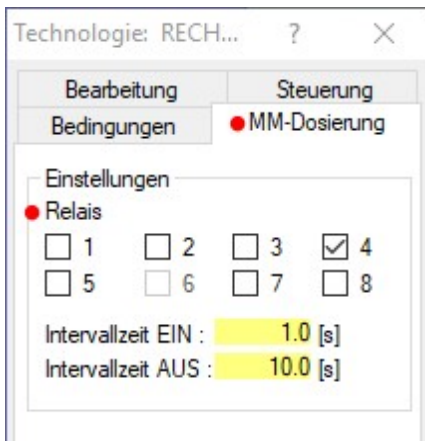 Technologie: RECH... ?
Bearbeitung Steuerung
Bedingungen MM-Dosierung
Einstellungen
Relais
1 2 3 4
5 6 7 8
Intervallzeit EIN : 1.0 [s]
Intervallzeit AUS : 10.0 [s]